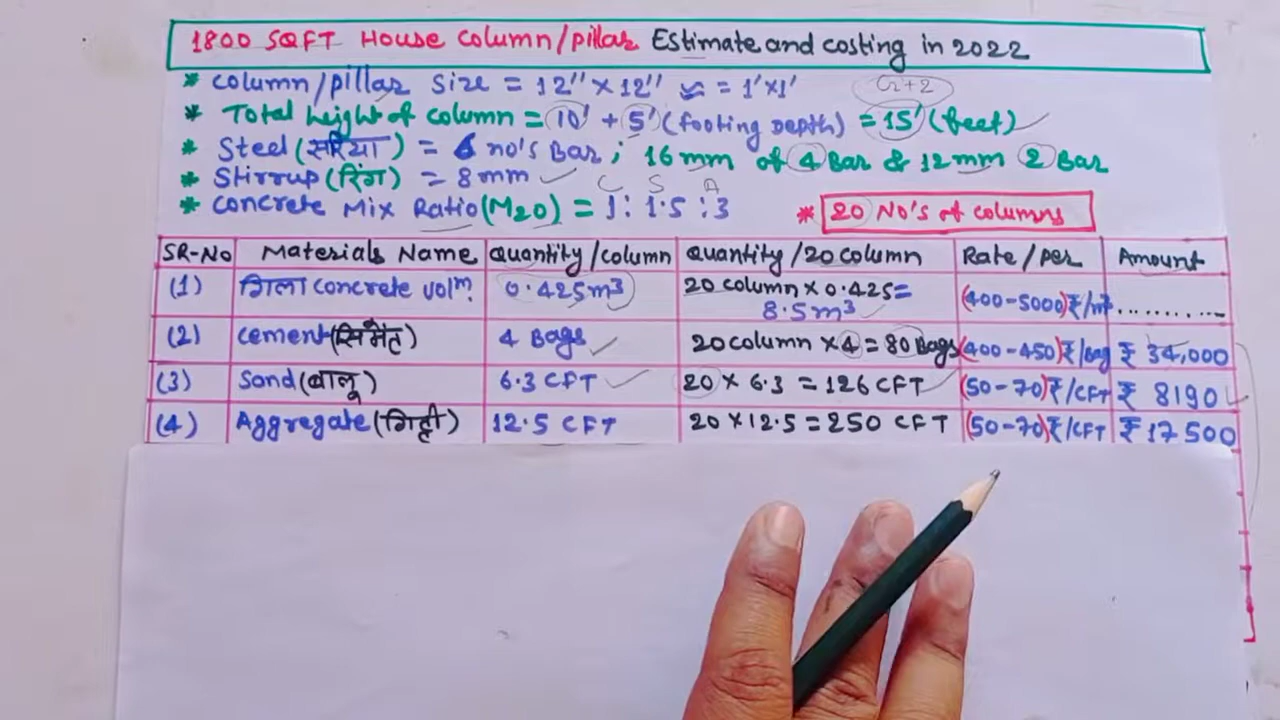 1800 SQFT House Column/pillar Estimate and costing in 2022
* column/pillar size = 12" × 12" ≈ = 1' × 1' G+2
* Total height of column = 10' + 5' (footing Depth) = 15' (feet)
* Steel (सरिया) = 6 no's Bar; 16 mm of 4 Bar & 12 mm 2 Bar
* Stirrup (रिंग) = 8 mm
C S A
* concrete Mix Ratio (M20) = 1 : 1.5 : 3 * 20 No's of columns
SR-No Materials Name Quantity/column Quantity/20 column Rate/per Amount
(1) गिला concrete volm. 0.425m³ 20 column × 0.425 = 8.5m³ (400-5000)₹/m³ ...........
(2) cement (सिमेंट) 4 Bags 20 column × 4 = 80 Bags (400-450)₹/bag ₹ 34,000
(3) Sand (बालू) 6.3 CFT 20 × 6.3 = 126 CFT (50-70)₹/CFT ₹ 8190
(4) Aggregate (गिट्टी) 12.5 CFT 20 × 12.5 = 250 CFT (50-70)₹/CFT ₹ 17500